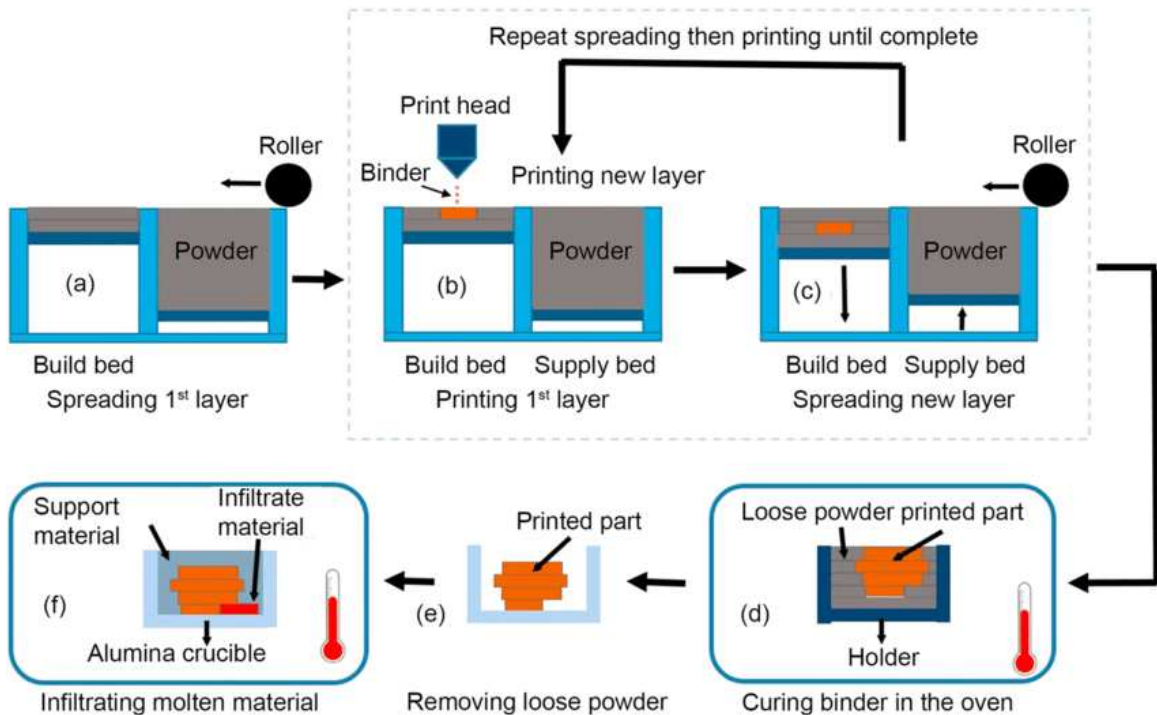 Repeat spreading then printing until complete
Print head
Roller
Binder
Printing new layer
Roller
Powder
(a)
Powder
(b)
Powder
(c)
Build bed
Spreading 1st layer
Build bed
Supply bed
Printing 1st layer
Build bed
Supply bed
Spreading new layer
Support
material
Infiltrate
material
(f)
Alumina crucible
Infiltrating molten material
Printed part
(e)
Removing loose powder
Loose powder printed part
(d)
Holder
Curing binder in the oven